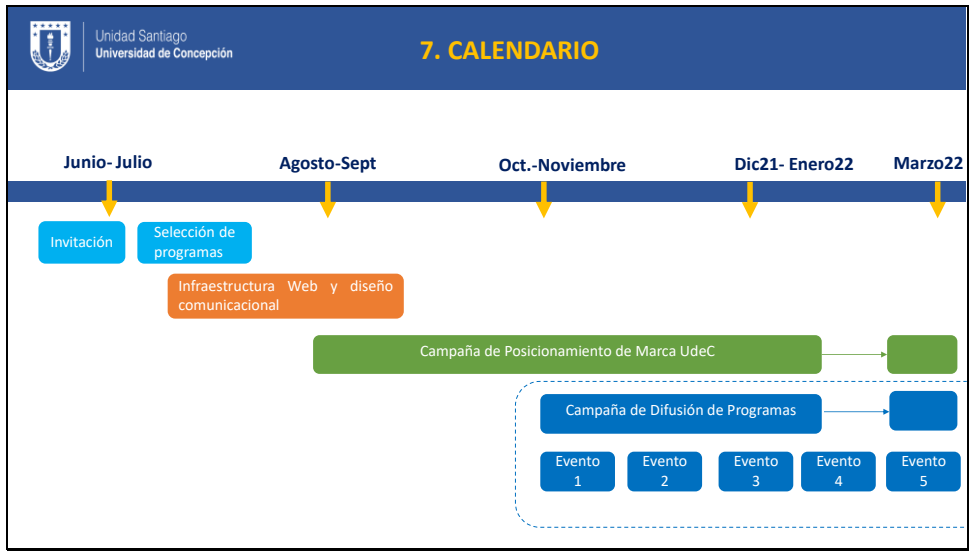 Unidad Santiago
Universidad de Concepción
7. CALENDARIO
Junio- Julio
Agosto-Sept
Oct.-Noviembre
Dic21- Enero22
Marzo22
Invitación
Selección de
programas
Infraestructura Web y diseño
comunicacional
Campaña de Posicionamiento de Marca UdeC
Campaña de Difusión de Programas
Evento
1
Evento
2
Evento
3
Evento
4
Evento
5